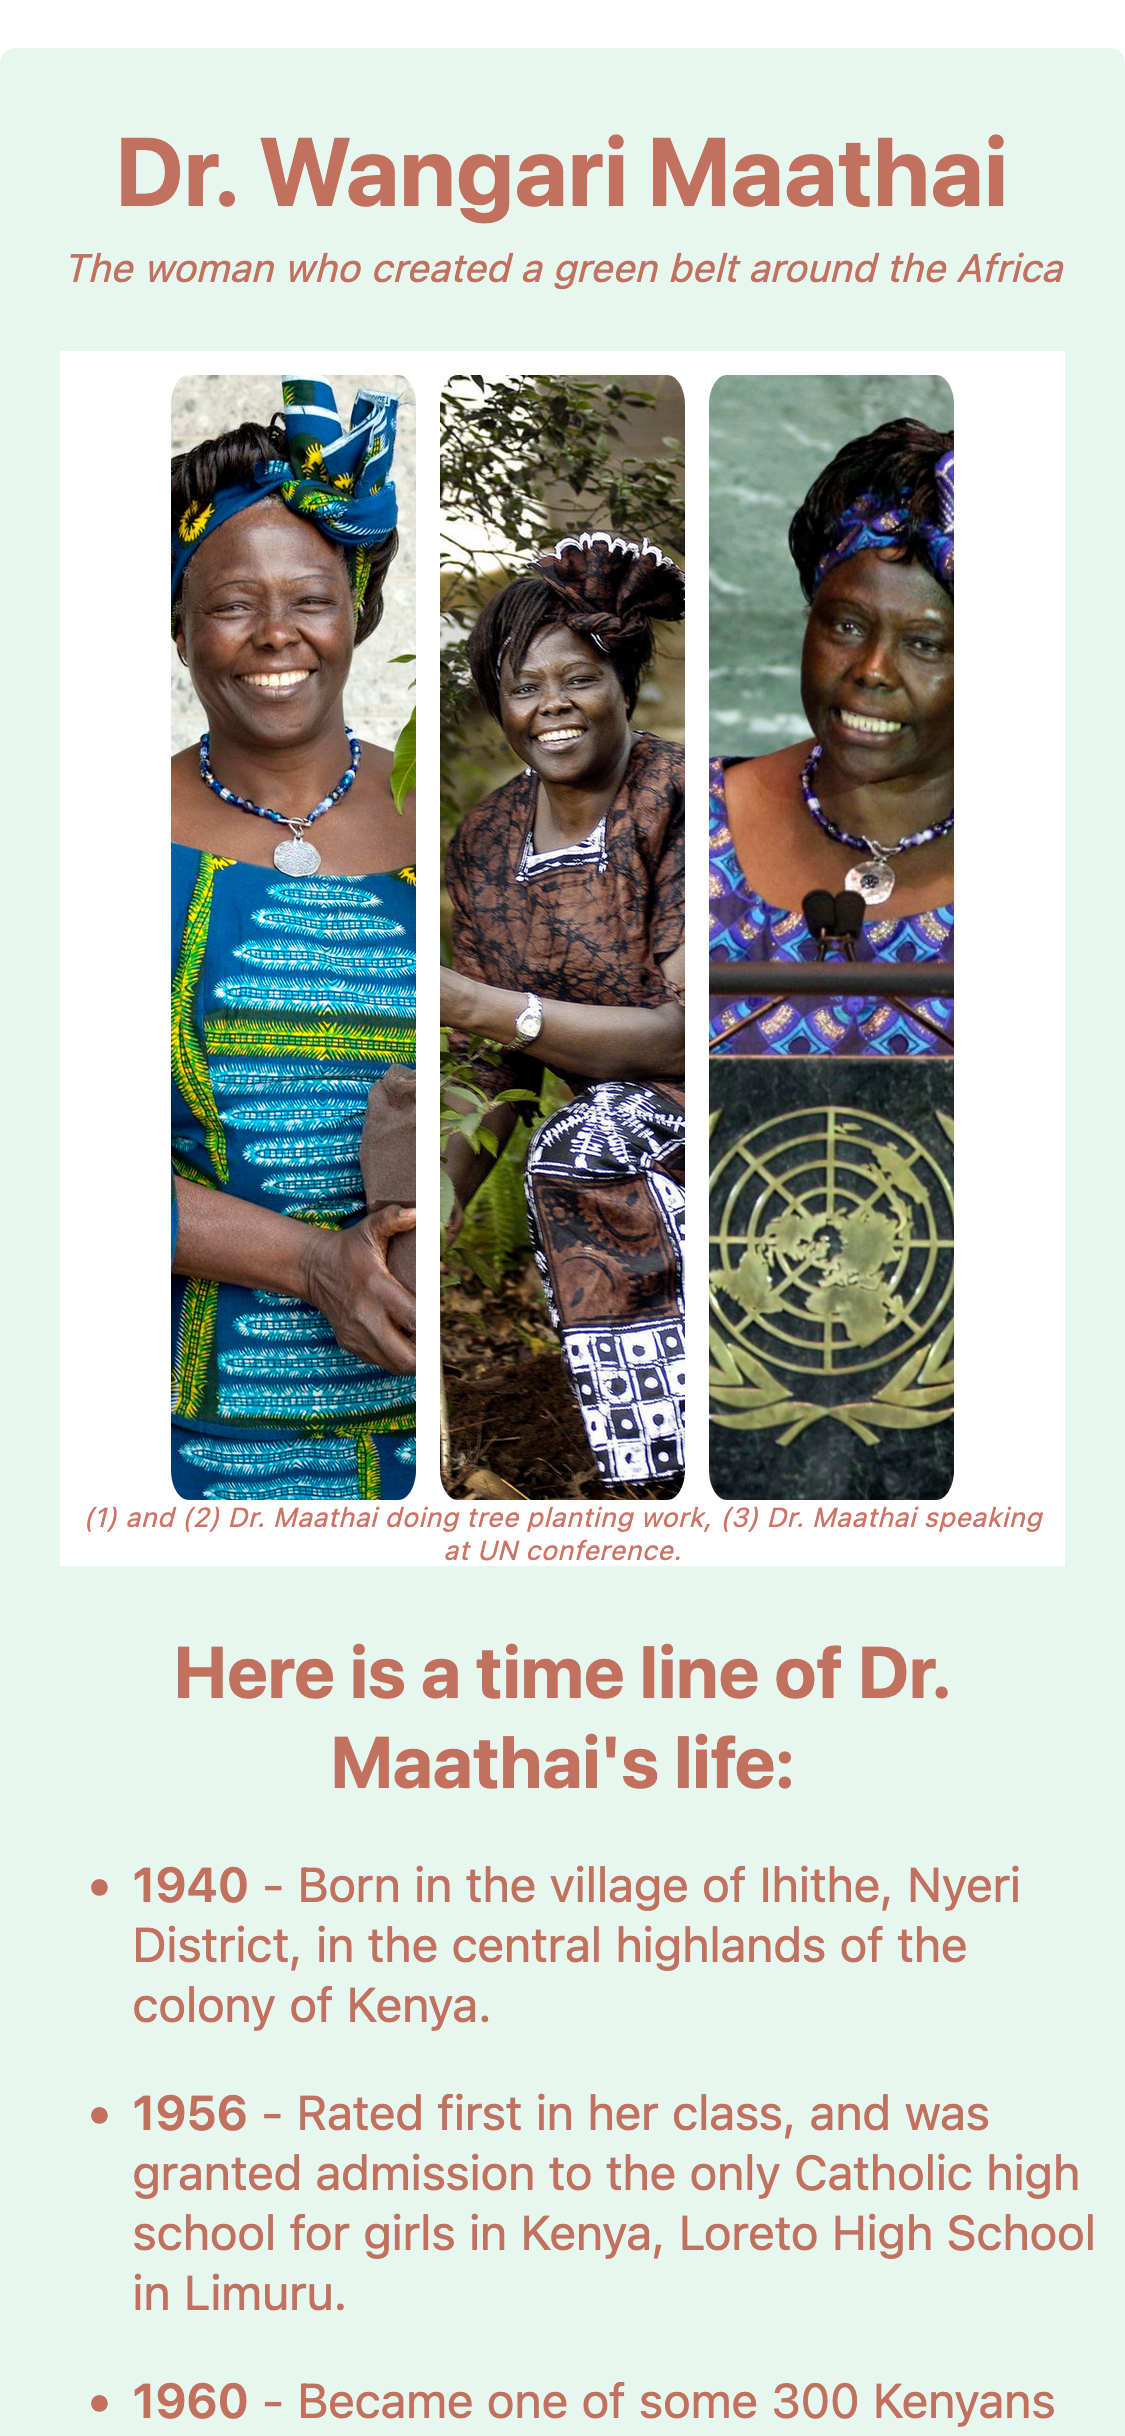 Dr. Wangari Maathai
The woman who created a green belt around the Africa
(1) and (2) Dr. Maathai doing tree planting work, (3) Dr. Maathai speaking
at UN conference.
Here is a time line of Dr.
Maathai's life:
• 1940 - Born in the village of Ihithe, Nyeri
District, in the central highlands of the
colony of Kenya.
• 1956 - Rated first in her class, and was
granted admission to the only Catholic high
school for girls in Kenya, Loreto High School
in Limuru.
• 1960 - Became one of some 300 Kenyans